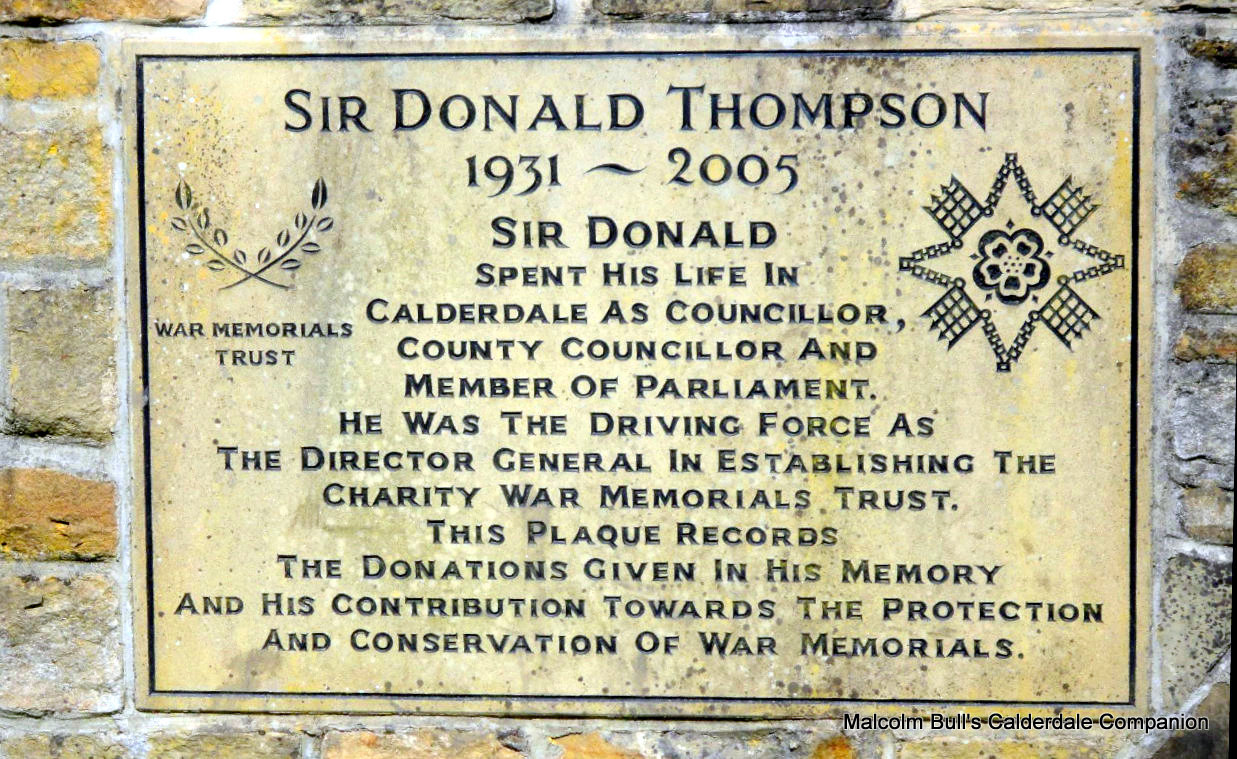 SIR DONALD THOMPSON
1931 ~ 2005
SIR DONALD
SPENT HIS LIFE IN
CALDERDALE AS COUNCILLOR,
COUNTY COUNCILLOR AND
MEMBER OF PARLIAMENT.
HE WAS THE DRIVING FORCE AS
THE DIRECTOR GENERAL IN ESTABLISHING THE
CHARITY WAR MEMORIALS TRUST.
THIS PLAQUE RECORDS
THE DONATIONS GIVEN IN HIS MEMORY
AND HIS CONTRIBUTION TOWARDS THE PROTECTION
AND CONSERVATION OF WAR MEMORIALS.
WAR MEMORIALS
TRUST
Malcolm Bull's Calderdale Companion